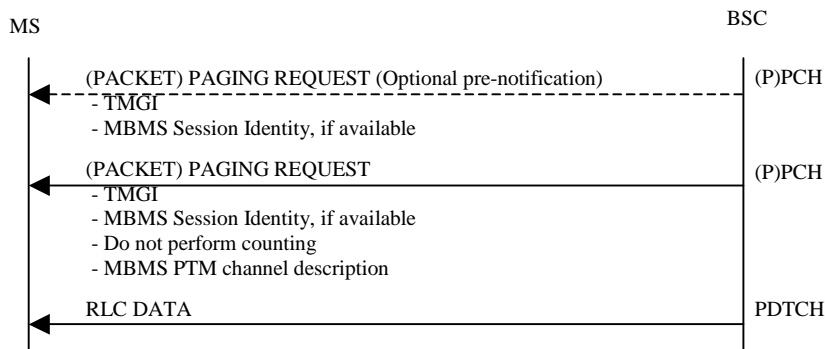 MS
BSC
(PACKET) PAGING REQUEST (Optional pre-notification)
(P)PCH
- TMGI
- MBMS Session Identity, if available
(PACKET) PAGING REQUEST
(P)PCH
- TMGI
- MBMS Session Identity, if available
- Do not perform counting
- MBMS PTM channel description
RLC DATA
PDTCH